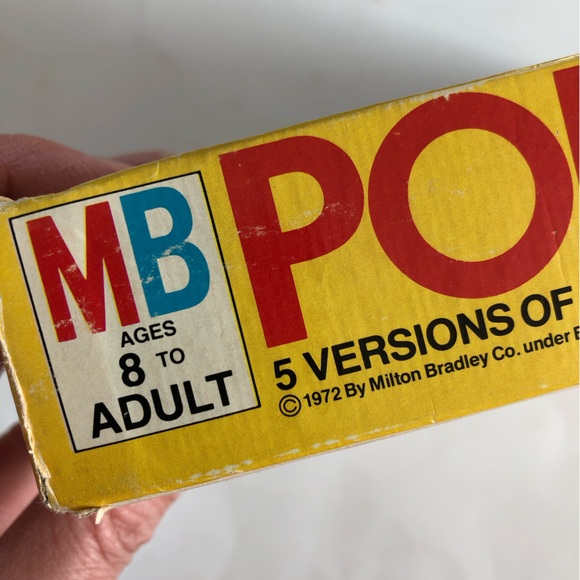 MB
AGES
8 TO
ADULT
PO
5 VERSIONS OF
© 1972 By Milton Bradley Co. under